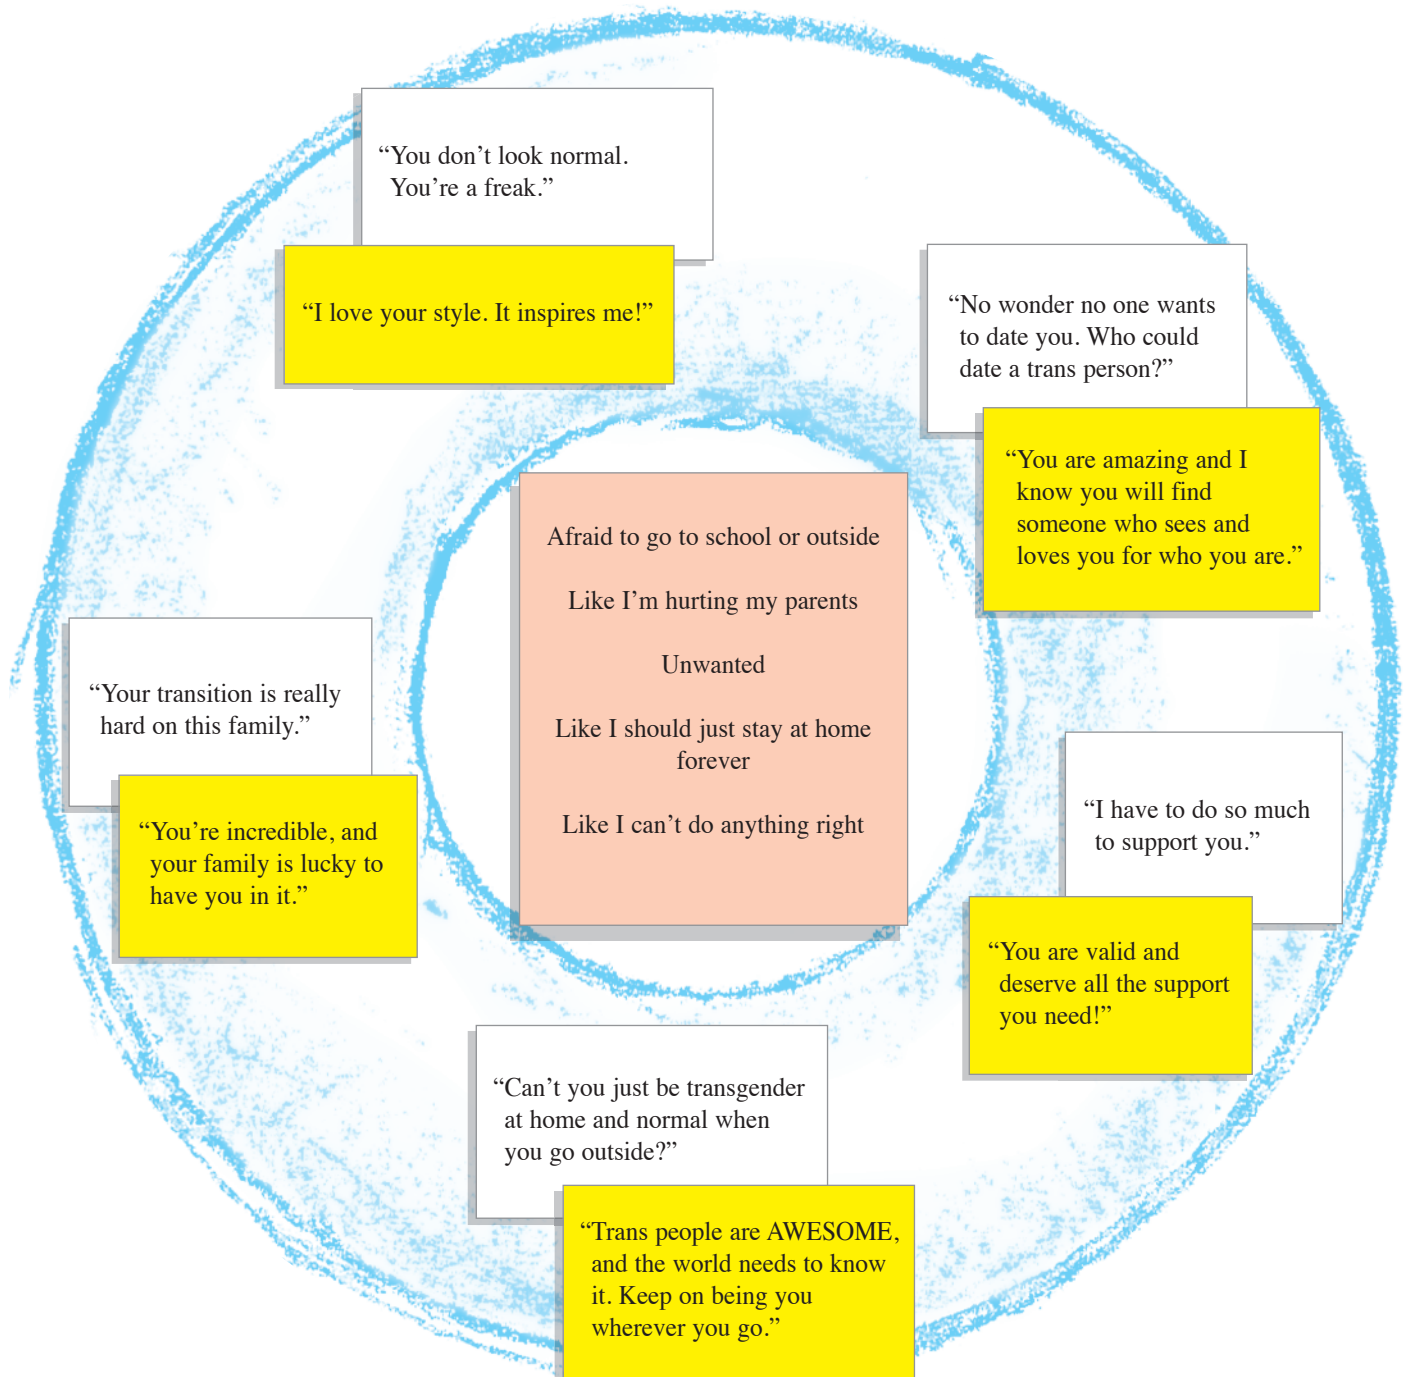 “You don’t look normal.
You’re a freak.”
“I love your style. It inspires me!”
“No wonder no one wants
to date you. Who could
date a trans person?”
“You are amazing and I
know you will find
someone who sees and
loves you for who you are.”
Afraid to go to school or outside
Like I’m hurting my parents
Unwanted
Like I should just stay at home
forever
Like I can’t do anything right
“Your transition is really
hard on this family.”
“You’re incredible, and
your family is lucky to
have you in it.”
“I have to do so much
to support you.”
“You are valid and
deserve all the support
you need!”
“Can’t you just be transgender
at home and normal when
you go outside?”
“Trans people are AWESOME,
and the world needs to know
it. Keep on being you
wherever you go.”